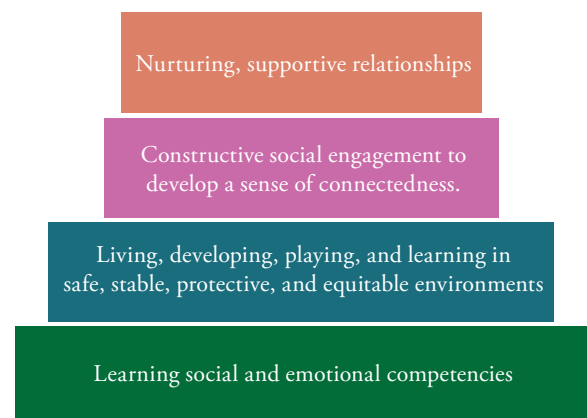 Nurturing, supportive relationships
Constructive social engagement to
develop a sense of connectedness.
Living, developing, playing, and learning in
safe, stable, protective, and equitable environments
Learning social and emotional competencies